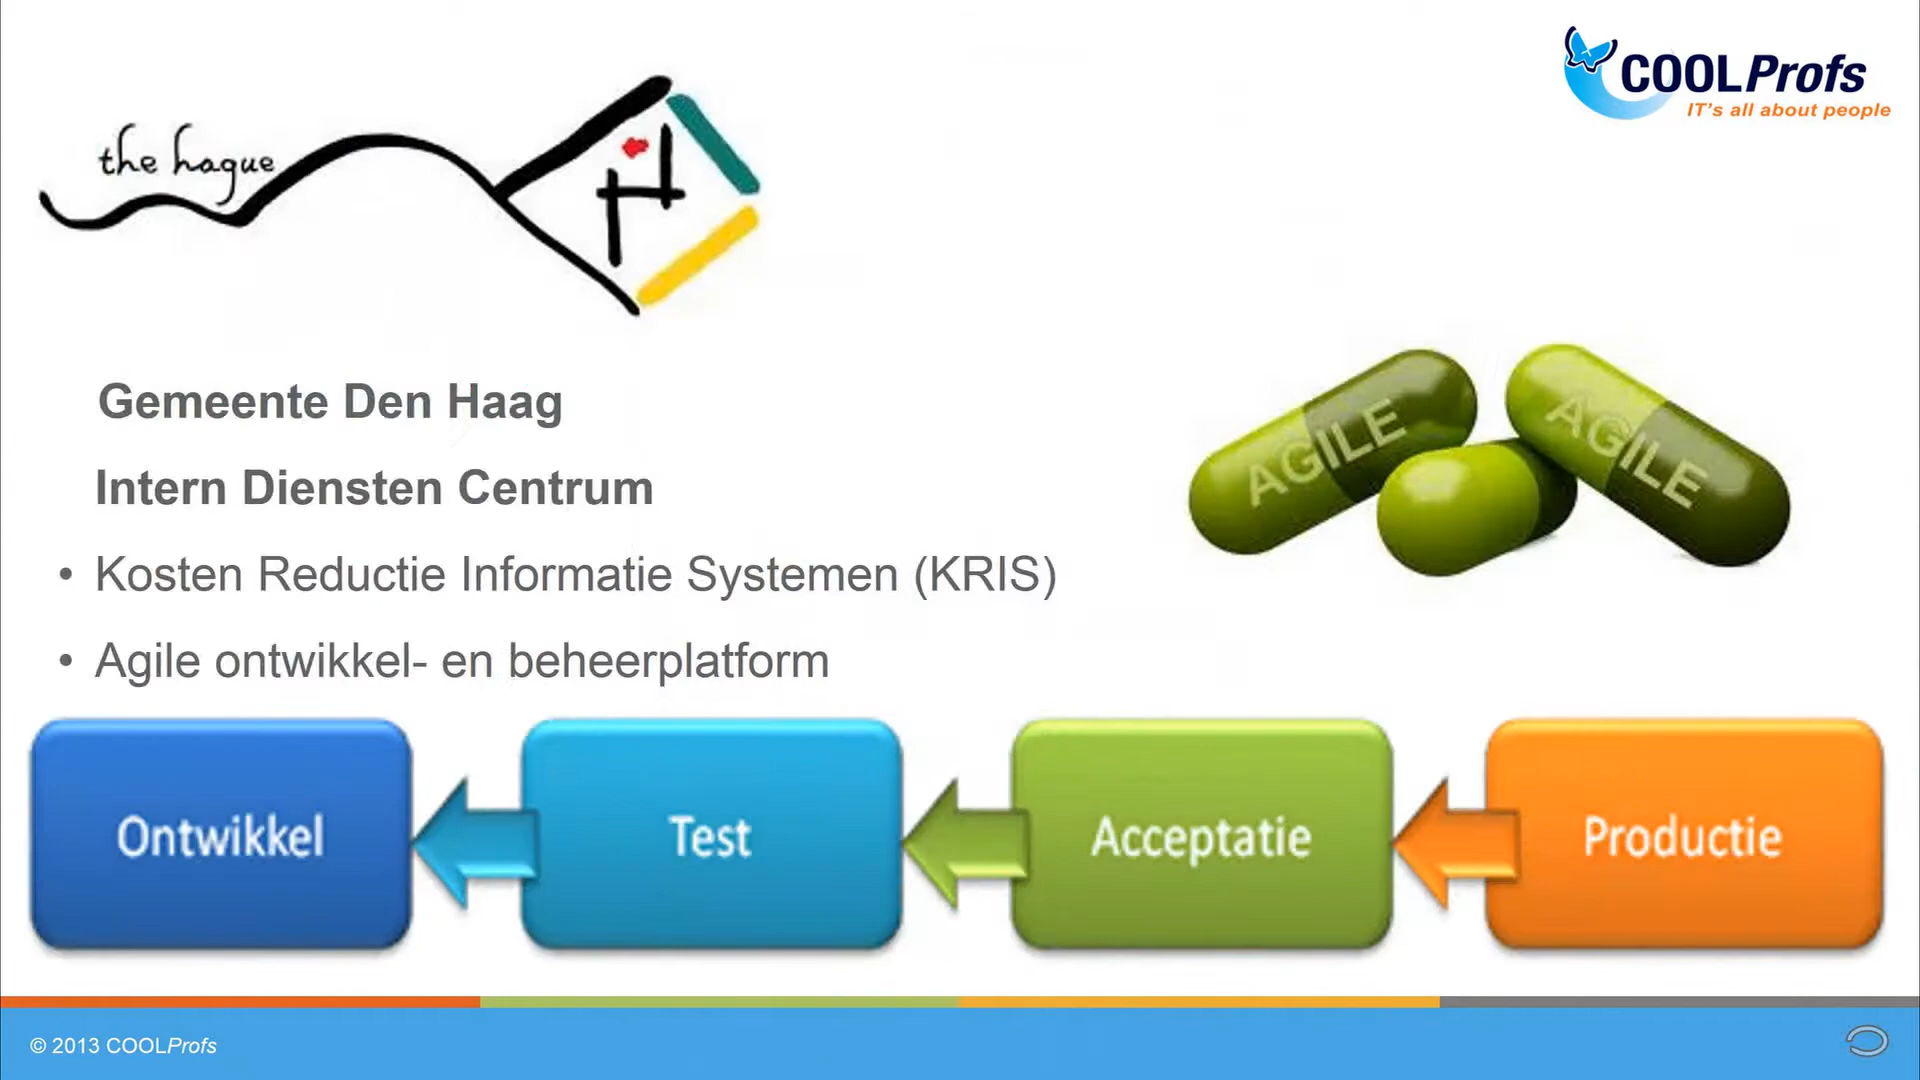 COOLProfs
IT's all about people
the hague
H
Gemeente Den Haag
Intern Diensten Centrum
• Kosten Reductie Informatie Systemen (KRIS)
• Agile ontwikkel- en beheerplatform
AGILE
AGILE
Ontwikkel
Test
Acceptatie
Productie
© 2013 COOLProfs